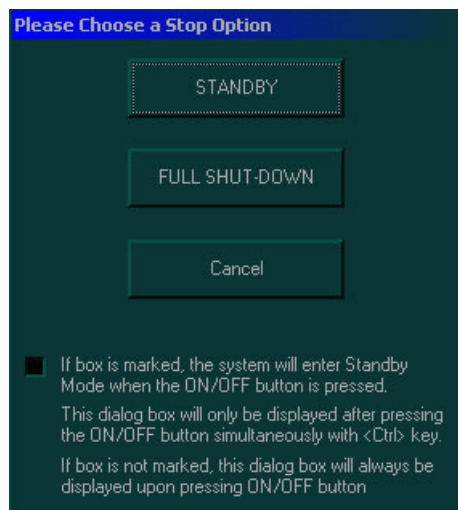 Please Choose a Stop Option
STANDBY
FULL SHUT-DOWN
Cancel
If box is marked, the system will enter Standby
Mode when the ON/OFF button is pressed.
This dialog box will only be displayed after pressing
the ON/OFF button simultaneously with <Ctrl> key.
If box is not marked, this dialog box will always be
displayed upon pressing ON/OFF button